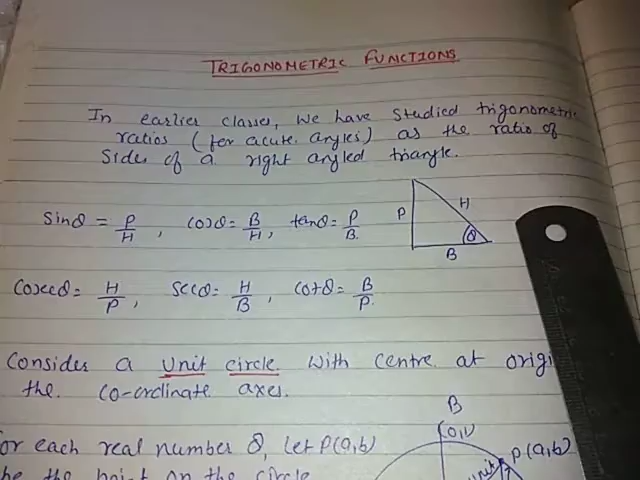 TRIGONOMETRIC FUNCTIONS
In earlier classes, We have studied trigonometric
ratios (for acute angles) as the ratio of
sides of a right angled triangle.
sinθ = P/H, cosθ = B/H, tanθ = P/B.
P H θ B
cosecθ = H/P, secθ = H/B, cotθ = B/P.
Consider a unit circle with centre at origi
the co-ordinate axes.
B
(0,1)
or each real number θ, let P(a,b)
P(a,b)
he the point on the circle
unit